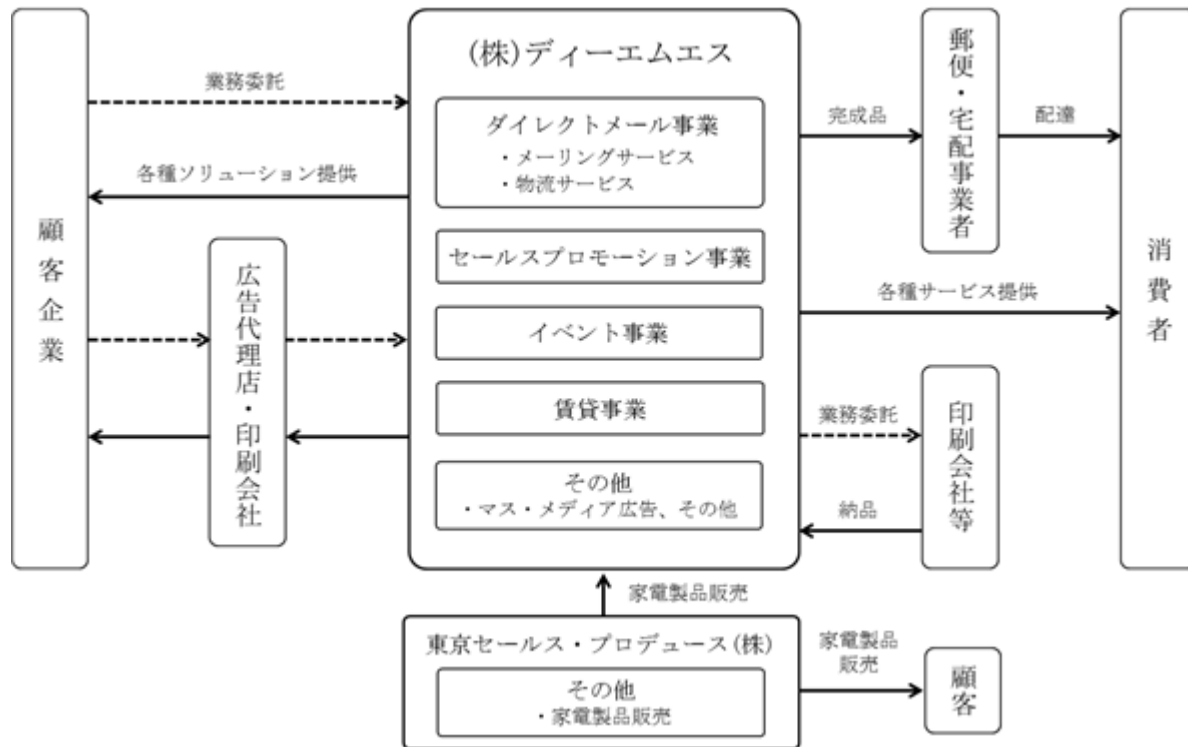 (株)ディーエムエス
業務委託
ダイレクトメール事業
・メーリングサービス
・物流サービス
完成品
郵便・宅配事業者
配達
各種ソリューション提供
顧客企業
広告代理店・印刷会社
セールスプロモーション事業
各種サービス提供
消費者
イベント事業
賃貸事業
業務委託
印刷会社等
納品
その他
・マス・メディア広告、その他
家電製品販売
東京セールス・プロデュース(株)
その他
・家電製品販売
家電製品
販売
顧客